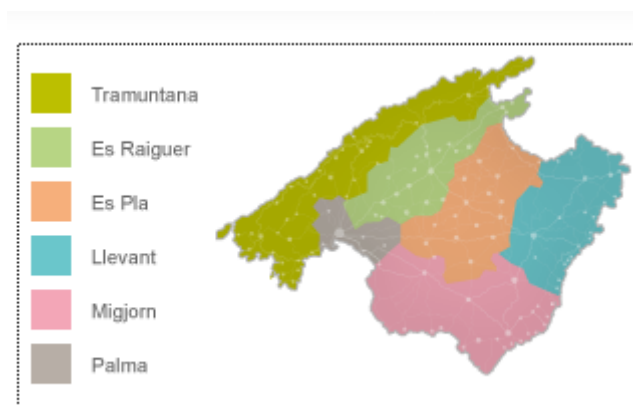 Tramuntana
Es Raiguer
Es Pla
Llevant
Migjorn
Palma